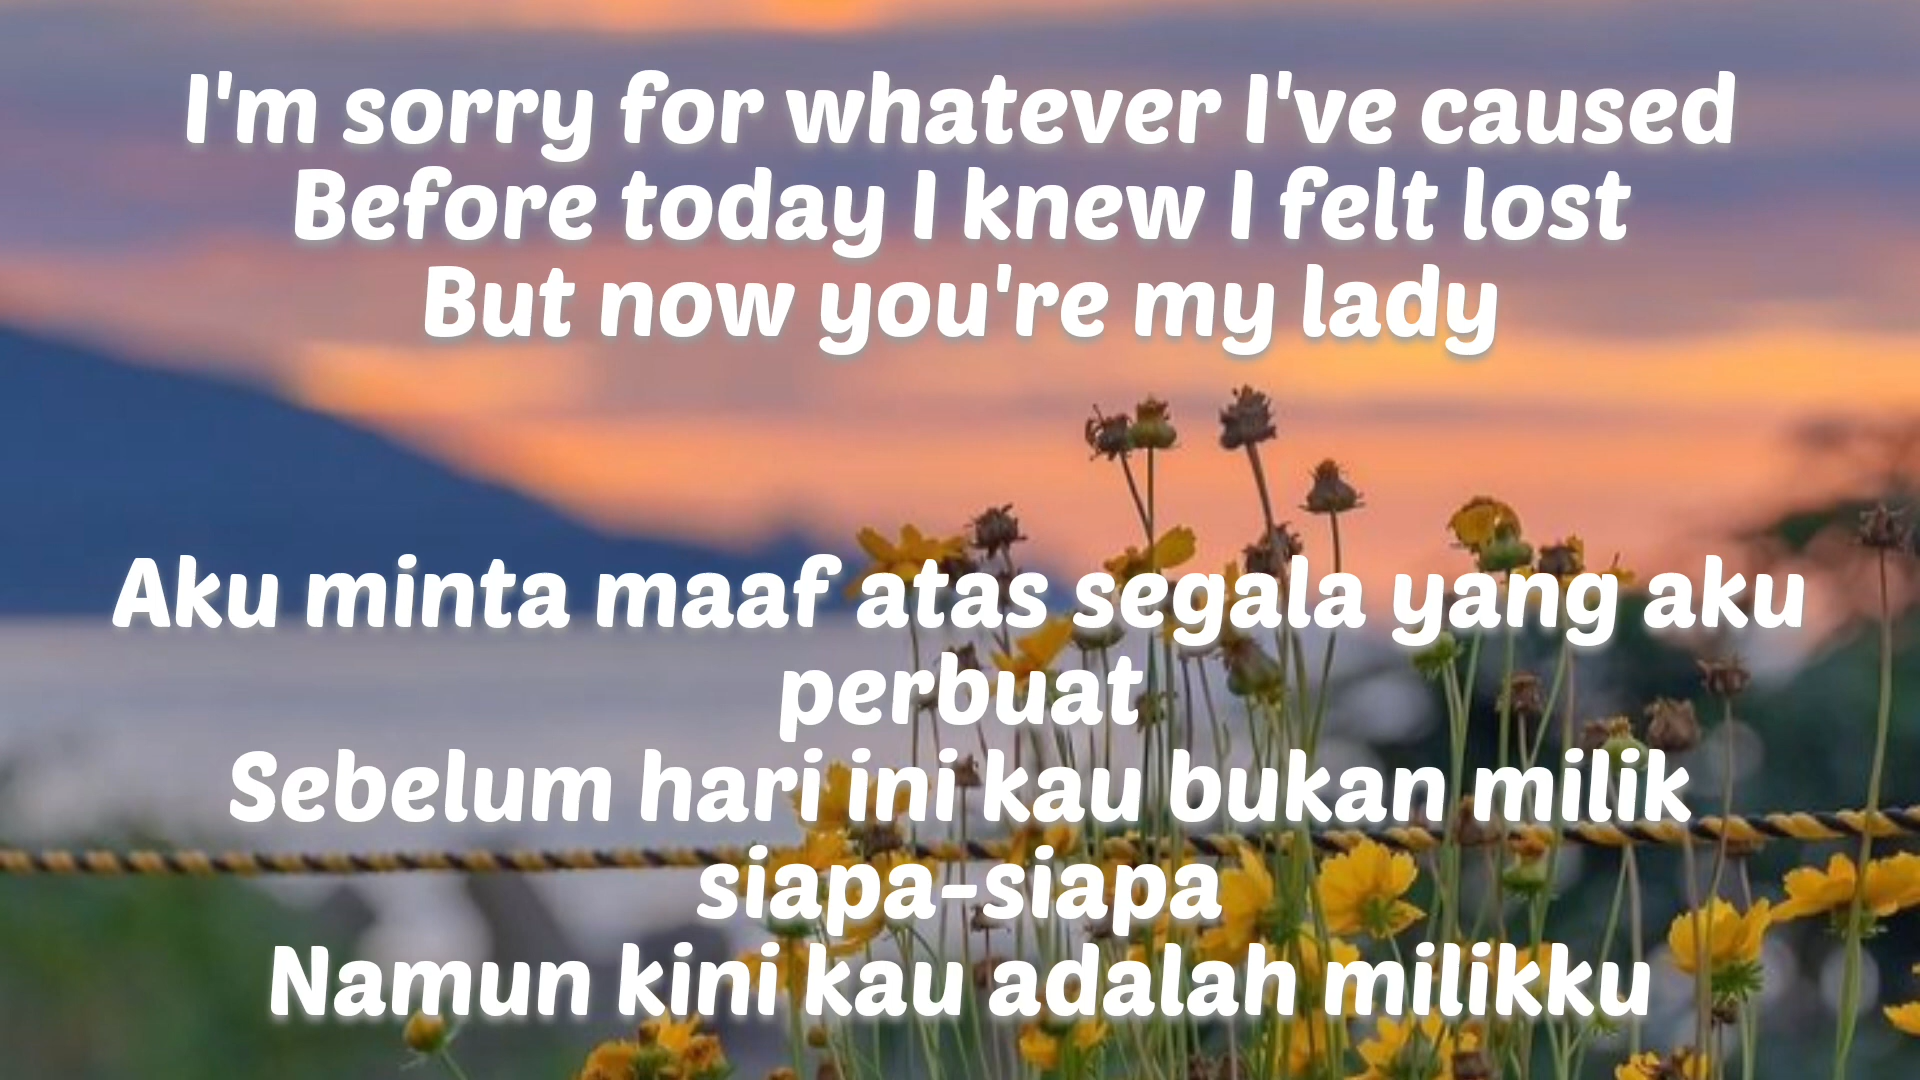 I'm sorry for whatever I've caused
Before today I knew I felt lost
But now you're my lady
Aku minta maaf atas segala yang aku
perbuat
Sebelum hari ini kau bukan milik
siapa-siapa
Namun kini kau adalah milikku